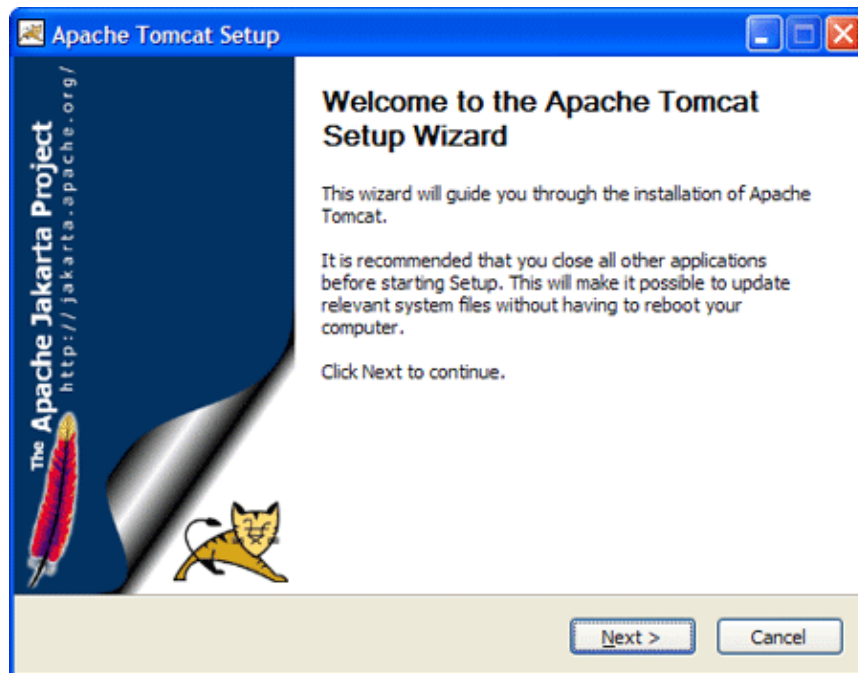 Apache Tomcat Setup
The Apache Jakarta Project
http://jakarta.apache.org/
Welcome to the Apache Tomcat
Setup Wizard
This wizard will guide you through the installation of Apache
Tomcat.
It is recommended that you close all other applications
before starting Setup. This will make it possible to update
relevant system files without having to reboot your
computer.
Click Next to continue.
Next >
Cancel